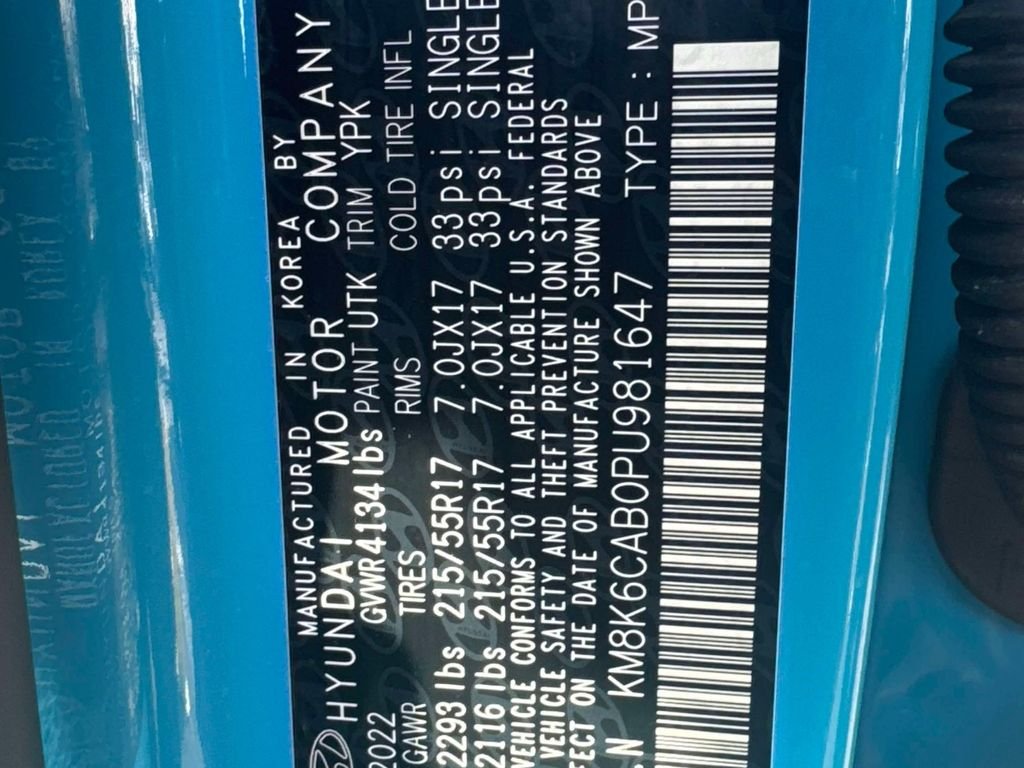 MANUFACTURED IN KOREA BY
HYUNDAI MOTOR COMPANY
2022 GVWR 4134 lbs PAINT UTK TRIM YPK
GAWR TIRES RIMS COLD TIRE INFL
2293 lbs 215/55R17 7.0JX17 33psi SINGLE
2116 lbs 215/55R17 7.0JX17 33psi SINGLE
VEHICLE CONFORMS TO ALL APPLICABLE U.S.A. FEDERAL
VEHICLE SAFETY AND THEFT PREVENTION STANDARDS
FECT ON THE DATE OF MANUFACTURE SHOWN ABOVE
KM8K6CAB0PU981647 TYPE : MP